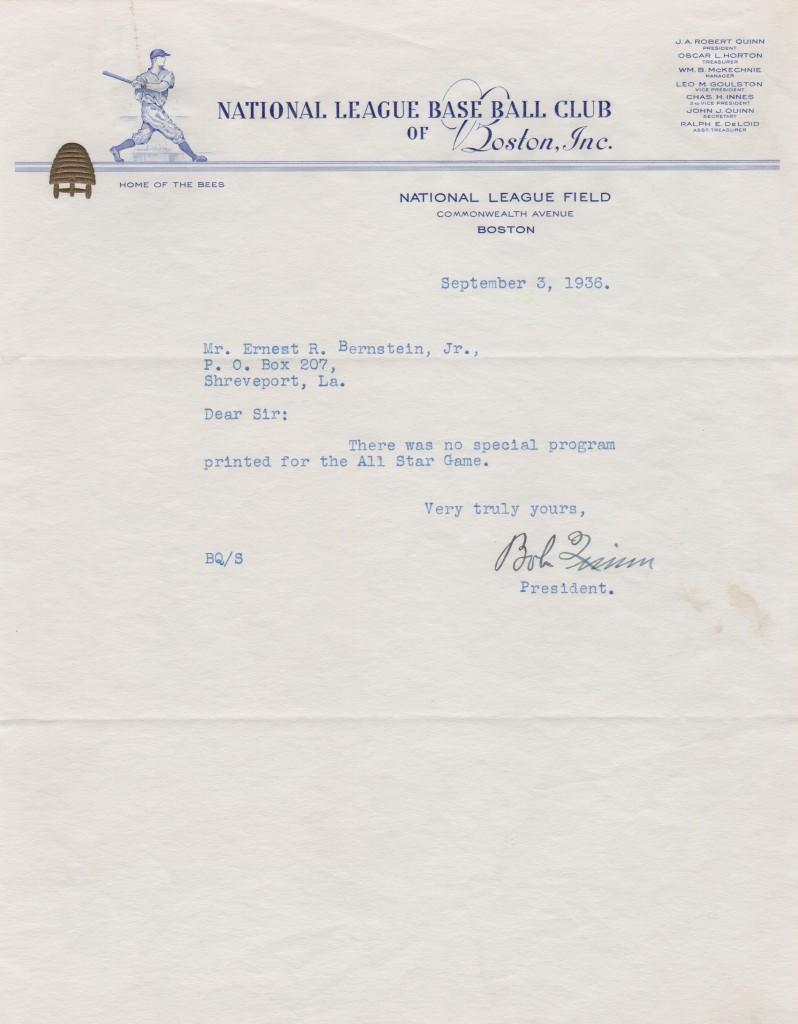 J. A. ROBERT QUINN
PRESIDENT
OSCAR L. HORTON
TREASURER
WM. B. McKECHNIE
MANAGER
LEO M. GOULSTON
VICE PRESIDENT
CHAS. H. INNES
2ND VICE PRESIDENT
JOHN J. QUINN
SECRETARY
RALPH E. DeLOID
ASST. TREASURER
NATIONAL LEAGUE BASE BALL CLUB
OF Boston, Inc.
HOME OF THE BEES
NATIONAL LEAGUE FIELD
COMMONWEALTH AVENUE
BOSTON
September 3, 1936.
Mr. Ernest R. Bernstein, Jr.,
P. O. Box 207,
Shreveport, La.
Dear Sir:
There was no special program
printed for the All Star Game.
Very truly yours,
BQ/S
Bob Quinn
President.